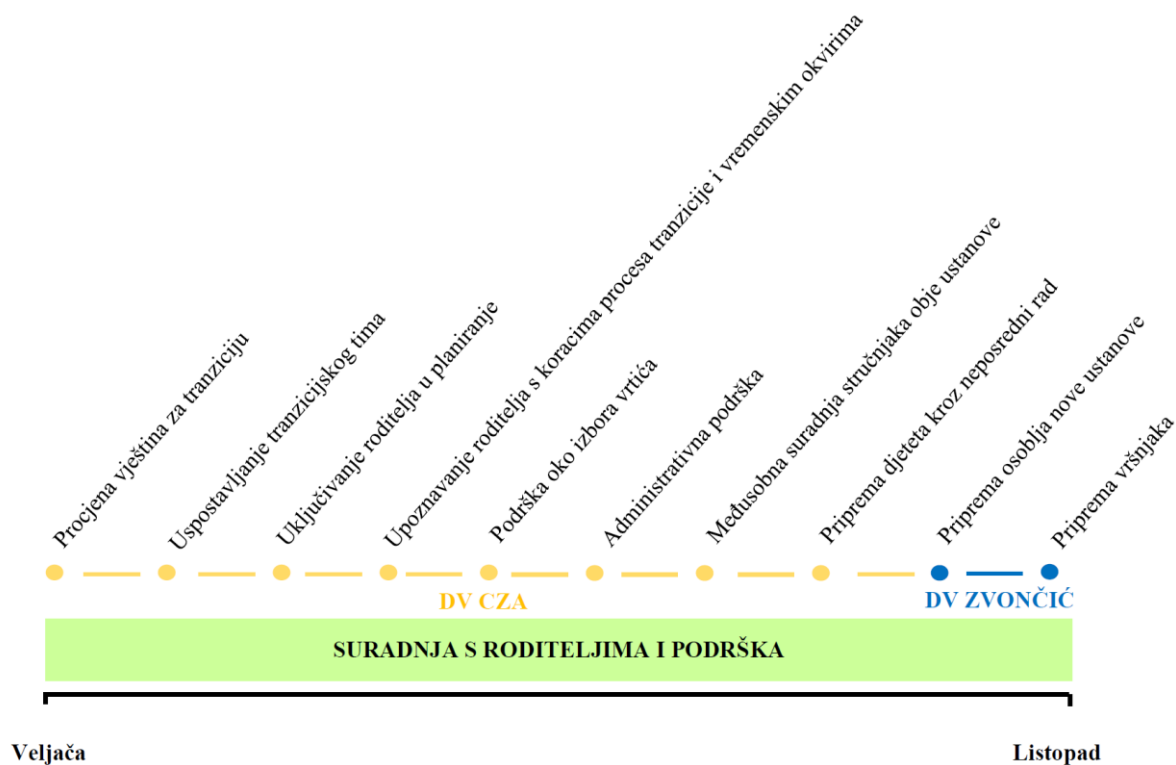 Procjena vještina za tranziciju
Uspostavljanje tranzicijskog tima
Uključivanje roditelja u planiranje
Upoznavanje roditelja s koracima procesa tranzicije i vremenskim okvirima
Podrška oko izbora vrtića
Administrativna podrška
Međusobna suradnja stručnjaka obje ustanove
Priprema djeteta kroz neposredni rad
Priprema osoblja nove ustanove
Priprema vršnjaka
DV CZA
DV ZVONČIĆ
SURADNJA S RODITELJIMA I PODRŠKA
Veljača
Listopad